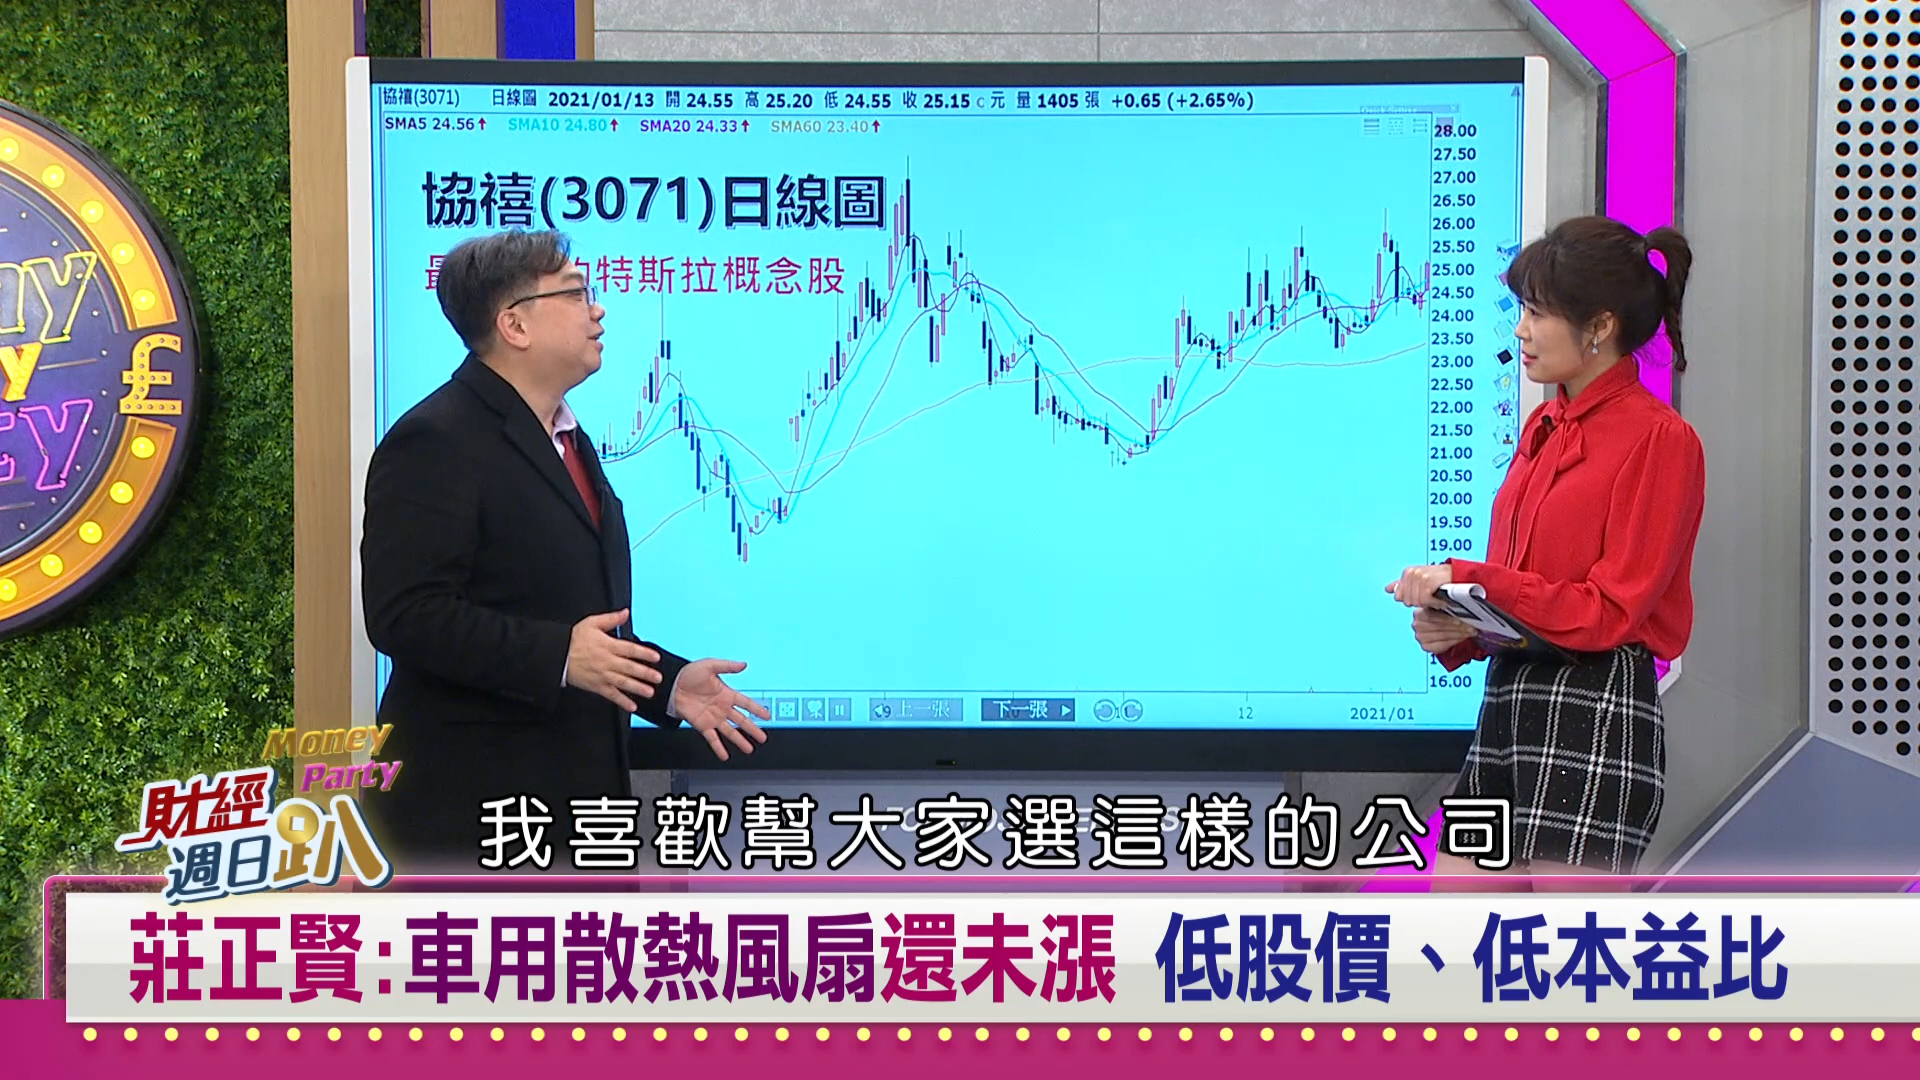 協禧(3071) 日線圖 2021/01/13 開 24.55 高 25.20 低 24.55 收 25.15 c 元 量 1405 張 +0.65 (+2.65%)
SMA5 24.56↑ SMA10 24.80↑ SMA20 24.33↑ SMA60 23.40↑
協禧(3071)日線圖
特斯拉概念股
28.00
27.50
27.00
26.50
26.00
25.50
25.00
24.50
24.00
23.50
23.00
22.50
22.00
21.50
21.00
20.50
20.00
19.50
19.00
16.00
上一張
下一張
12
2021/01
Money
Party
財經
週日趴
我喜歡幫大家選這樣的公司
莊正賢:車用散熱風扇還未漲 低股價、低本益比